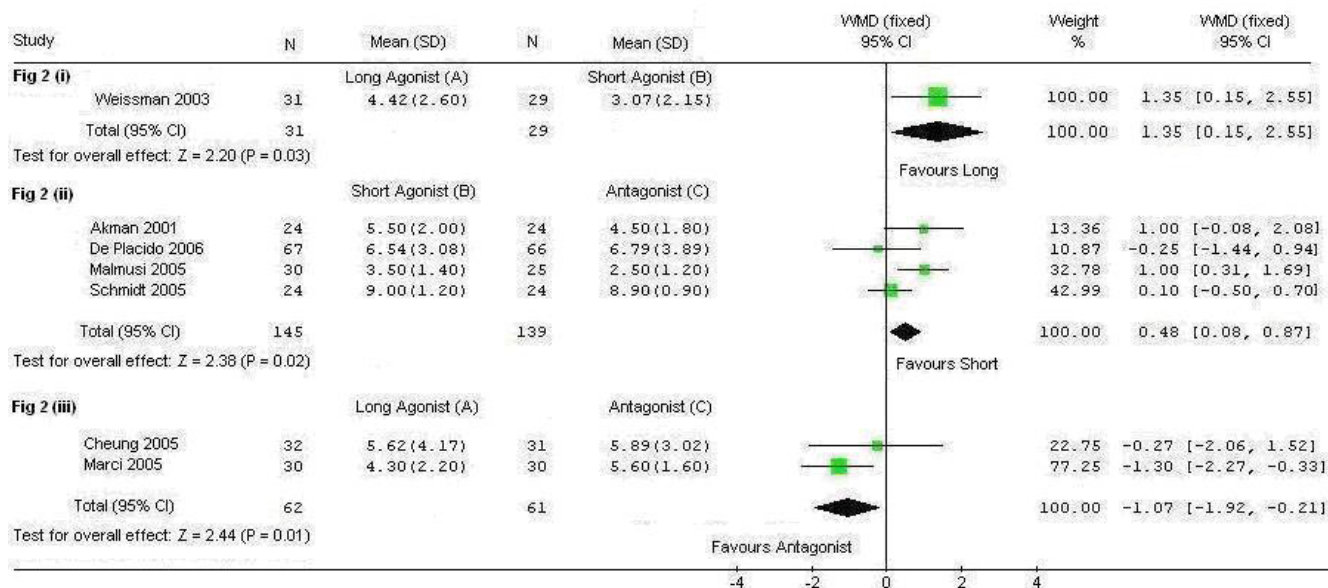 WMD (fixed) Weight WMD (fixed)
Study N Mean (SD) N Mean (SD) 95% CI % 95% CI
Fig 2 (i) Long Agonist (A) Short Agonist (B)
Weissman 2003 31 4.42(2.60) 29 3.07(2.15) 100.00 1.35 [0.15, 2.55]
Total (95% CI) 31 29 100.00 1.35 [0.15, 2.55]
Test for overall effect: Z = 2.20 (P = 0.03)
Favours Long
Fig 2 (ii) Short Agonist (B) Antagonist (C)
Akman 2001 24 5.50(2.00) 24 4.50(1.80) 13.36 1.00 [-0.08, 2.08]
De Placido 2006 67 6.54(3.08) 66 6.79(3.89) 10.87 -0.25 [-1.44, 0.94]
Malmusi 2005 30 3.50(1.40) 25 2.50(1.20) 32.78 1.00 [0.31, 1.69]
Schmidt 2005 24 9.00(1.20) 24 8.90(0.90) 42.99 0.10 [-0.50, 0.70]
Total (95% CI) 145 139 100.00 0.48 [0.08, 0.87]
Test for overall effect: Z = 2.38 (P = 0.02) Favours Short
Fig 2 (iii) Long Agonist (A) Antagonist (C)
Cheung 2005 32 5.62(4.17) 31 5.89(3.02) 22.75 -0.27 [-2.06, 1.52]
Marci 2005 30 4.30(2.20) 30 5.60(1.60) 77.25 -1.30 [-2.27, -0.33]
Total (95% CI) 62 61 100.00 -1.07 [-1.92, -0.21]
Test for overall effect: Z = 2.44 (P = 0.01)
Favours Antagonist
-4 -2 0 2 4